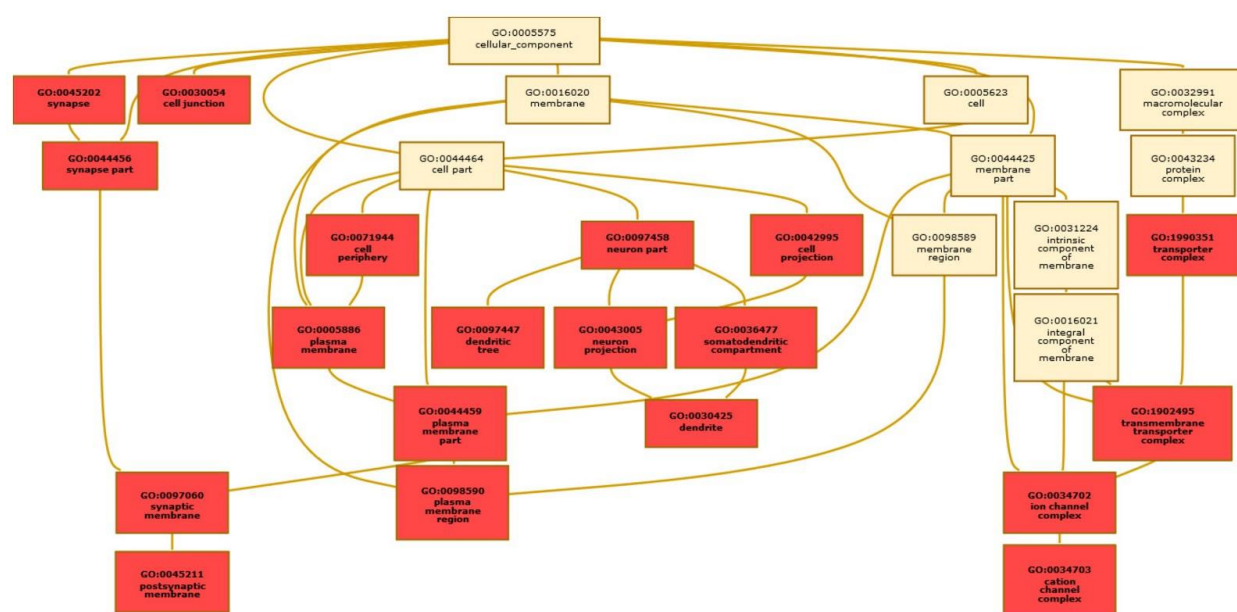 GO:0005575
cellular_component
GO:0045202
synapse
GO:0030054
cell junction
GO:0016020
membrane
GO:0005623
cell
GO:0032991
macromolecular
complex
GO:0044456
synapse part
GO:0044464
cell part
GO:0044425
membrane
part
GO:0043234
protein
complex
GO:0071944
cell
periphery
GO:0097458
neuron part
GO:0042995
cell
projection
GO:0098589
membrane
region
GO:0031224
intrinsic
component
of
membrane
GO:1990351
transporter
complex
GO:0005886
plasma
membrane
GO:0097447
dendritic
tree
GO:0043005
neuron
projection
GO:0036477
somatodendritic
compartment
GO:0016021
integral
component
of
membrane
GO:0044459
plasma
membrane
part
GO:0030425
dendrite
GO:1902495
transmembrane
transporter
complex
GO:0097060
synaptic
membrane
GO:0098590
plasma
membrane
region
GO:0034702
ion channel
complex
GO:0045211
postsynaptic
membrane
GO:0034703
cation
channel
complex